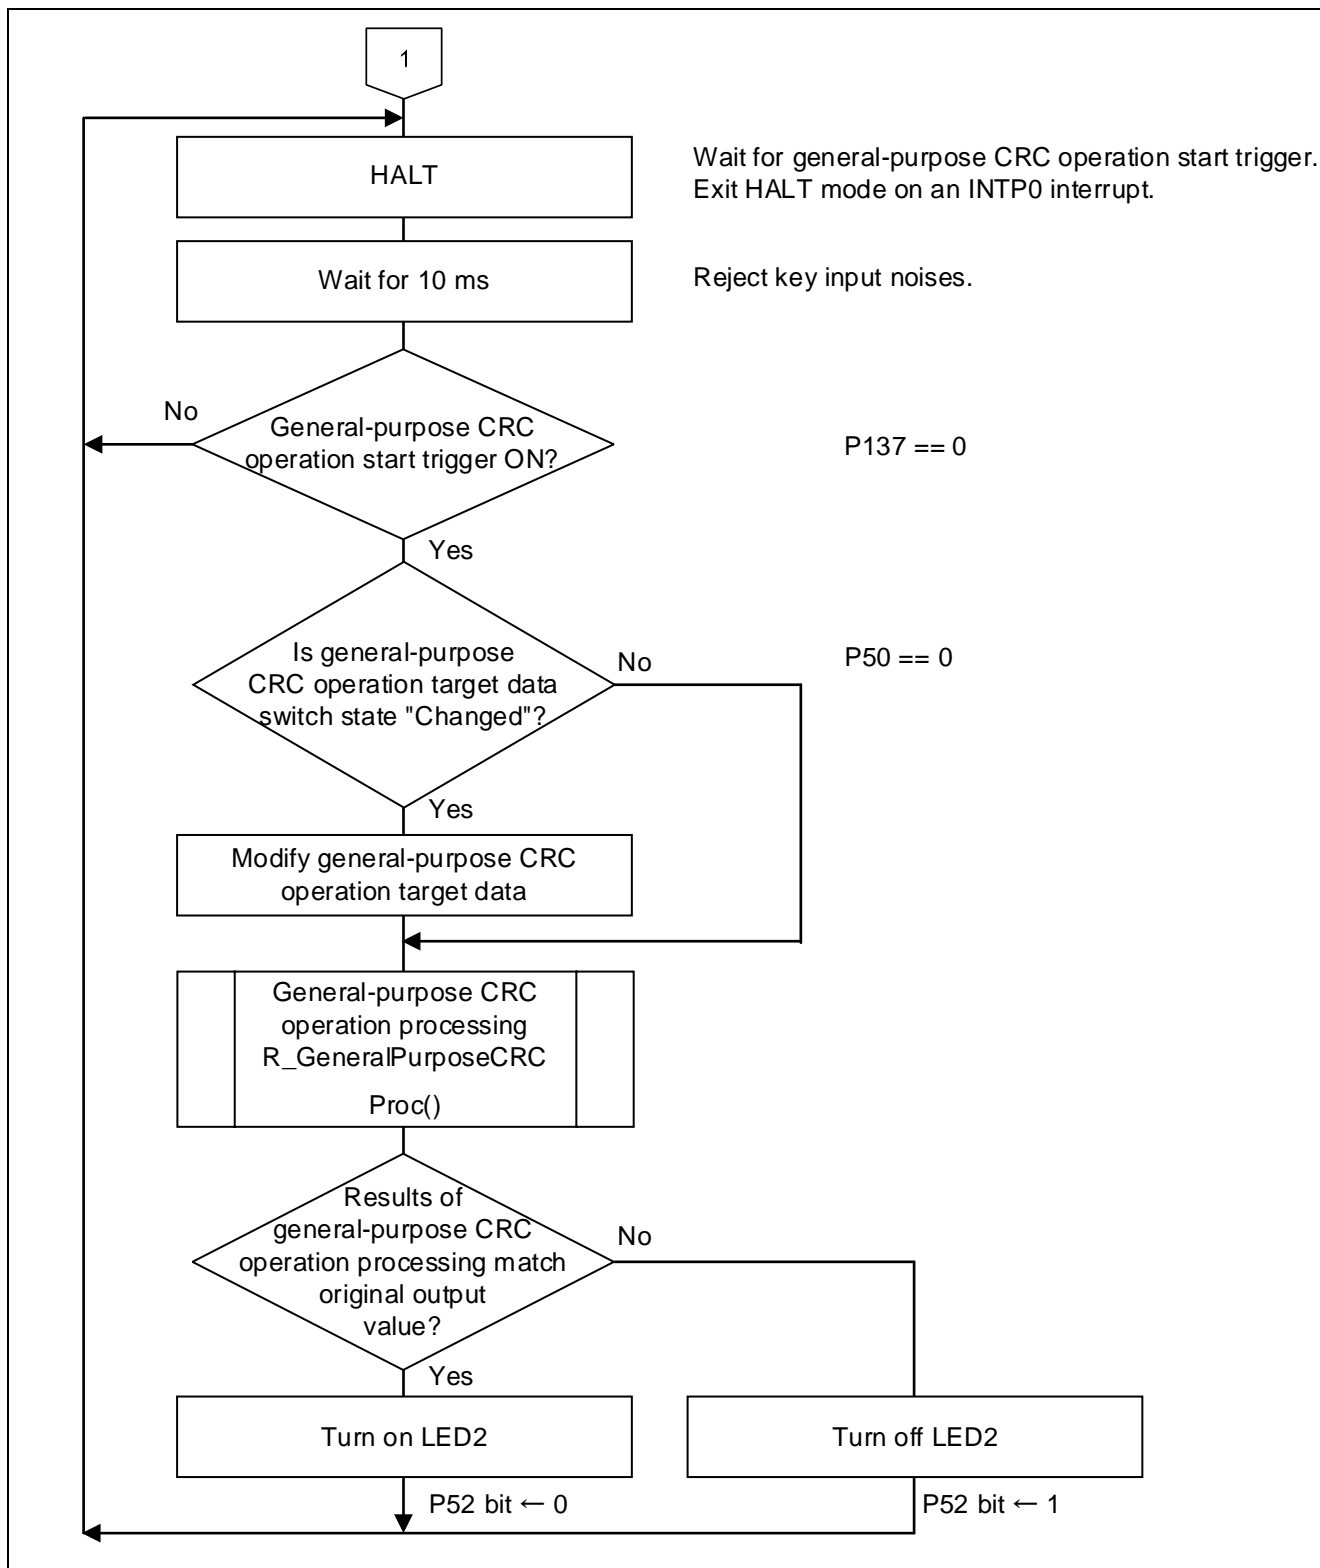 1
HALT
Wait for general-purpose CRC operation start trigger.
Exit HALT mode on an INTP0 interrupt.
Wait for 10 ms
Reject key input noises.
No
General-purpose CRC
operation start trigger ON?
P137 == 0
Yes
Is general-purpose
CRC operation target data
switch state "Changed"?
No
P50 == 0
Yes
Modify general-purpose CRC
operation target data
General-purpose CRC
operation processing
R_GeneralPurposeCRC
Proc()
Results of
general-purpose CRC
operation processing match
original output
value?
No
Yes
Turn on LED2
Turn off LED2
P52 bit ← 0
P52 bit ← 1